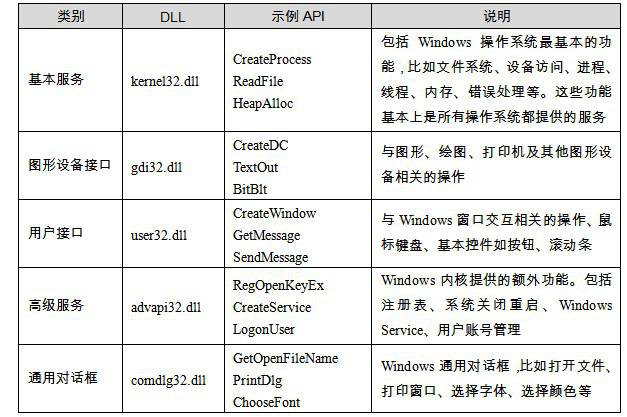 类别 DLL 示例 API 说明
基本服务 kernel32.dll CreateProcess ReadFile HeapAlloc 包括 Windows 操作系统最基本的功
能,比如文件系统、设备访问、进程、
线程、内存、错误处理等。这些功能
基本上是所有操作系统都提供的服务
图形设备接口 gdi32.dll CreateDC TextOut BitBlt 与图形、绘图、打印机及其他图形设
备相关的操作
用户接口 user32.dll CreateWindow GetMessage SendMessage 与 Windows 窗口交互相关的操作、鼠
标键盘、基本控件如按钮、滚动条
高级服务 advapi32.dll RegOpenKeyEx CreateService LogonUser Windows 内核提供的额外功能。包括
注册表、系统关闭重启、Windows
Service、用户账号管理
通用对话框 comdlg32.dll GetOpenFileName PrintDlg ChooseFont Windows 通用对话框,比如打开文件、
打印窗口、选择字体、选择颜色等